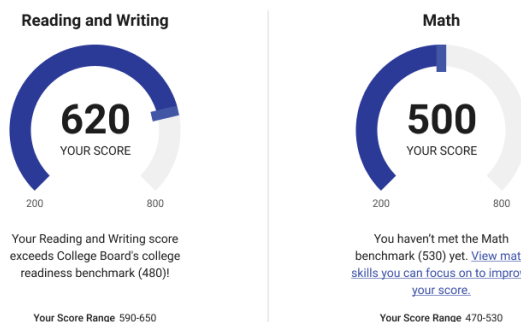 Reading and Writing
620
YOUR SCORE
200
800
Your Reading and Writing score
exceeds College Board's college
readiness benchmark (480)!
Your Score Range 590-650
Math
500
YOUR SCORE
200
800
You haven't met the Math
benchmark (530) yet. View mat
skills you can focus on to improv
your score.
Your Score Range 470-530